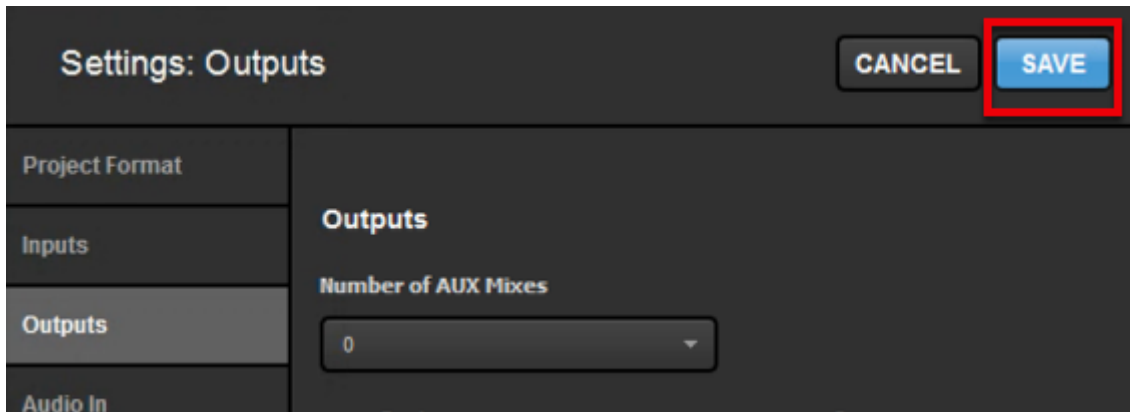 Settings: Outputs
CANCEL
SAVE
Project Format
Inputs
Outputs
Audio In
Outputs
Number of AUX Mixes
0